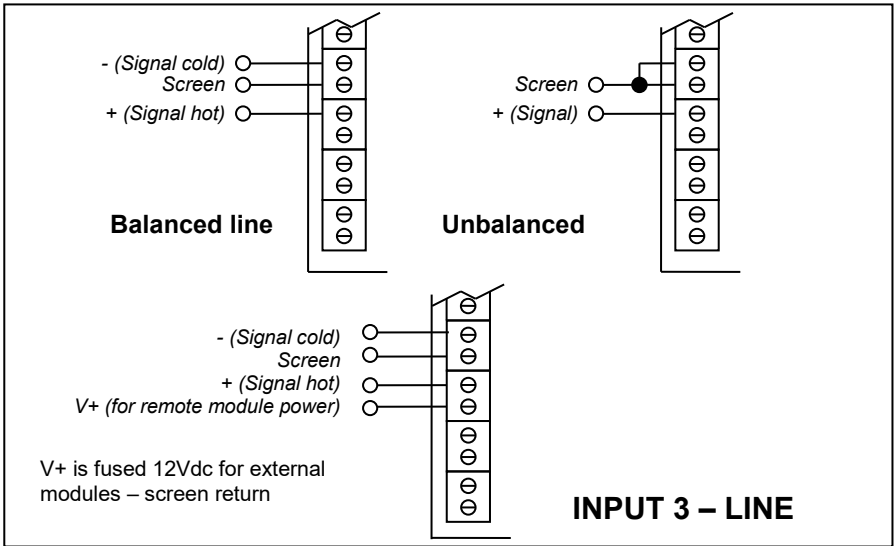 - (Signal cold)
Screen
+ (Signal hot)
Balanced line
Screen
+ (Signal)
Unbalanced
- (Signal cold)
Screen
+ (Signal hot)
V+ (for remote module power)
V+ is fused 12Vdc for external
modules – screen return
INPUT 3 – LINE